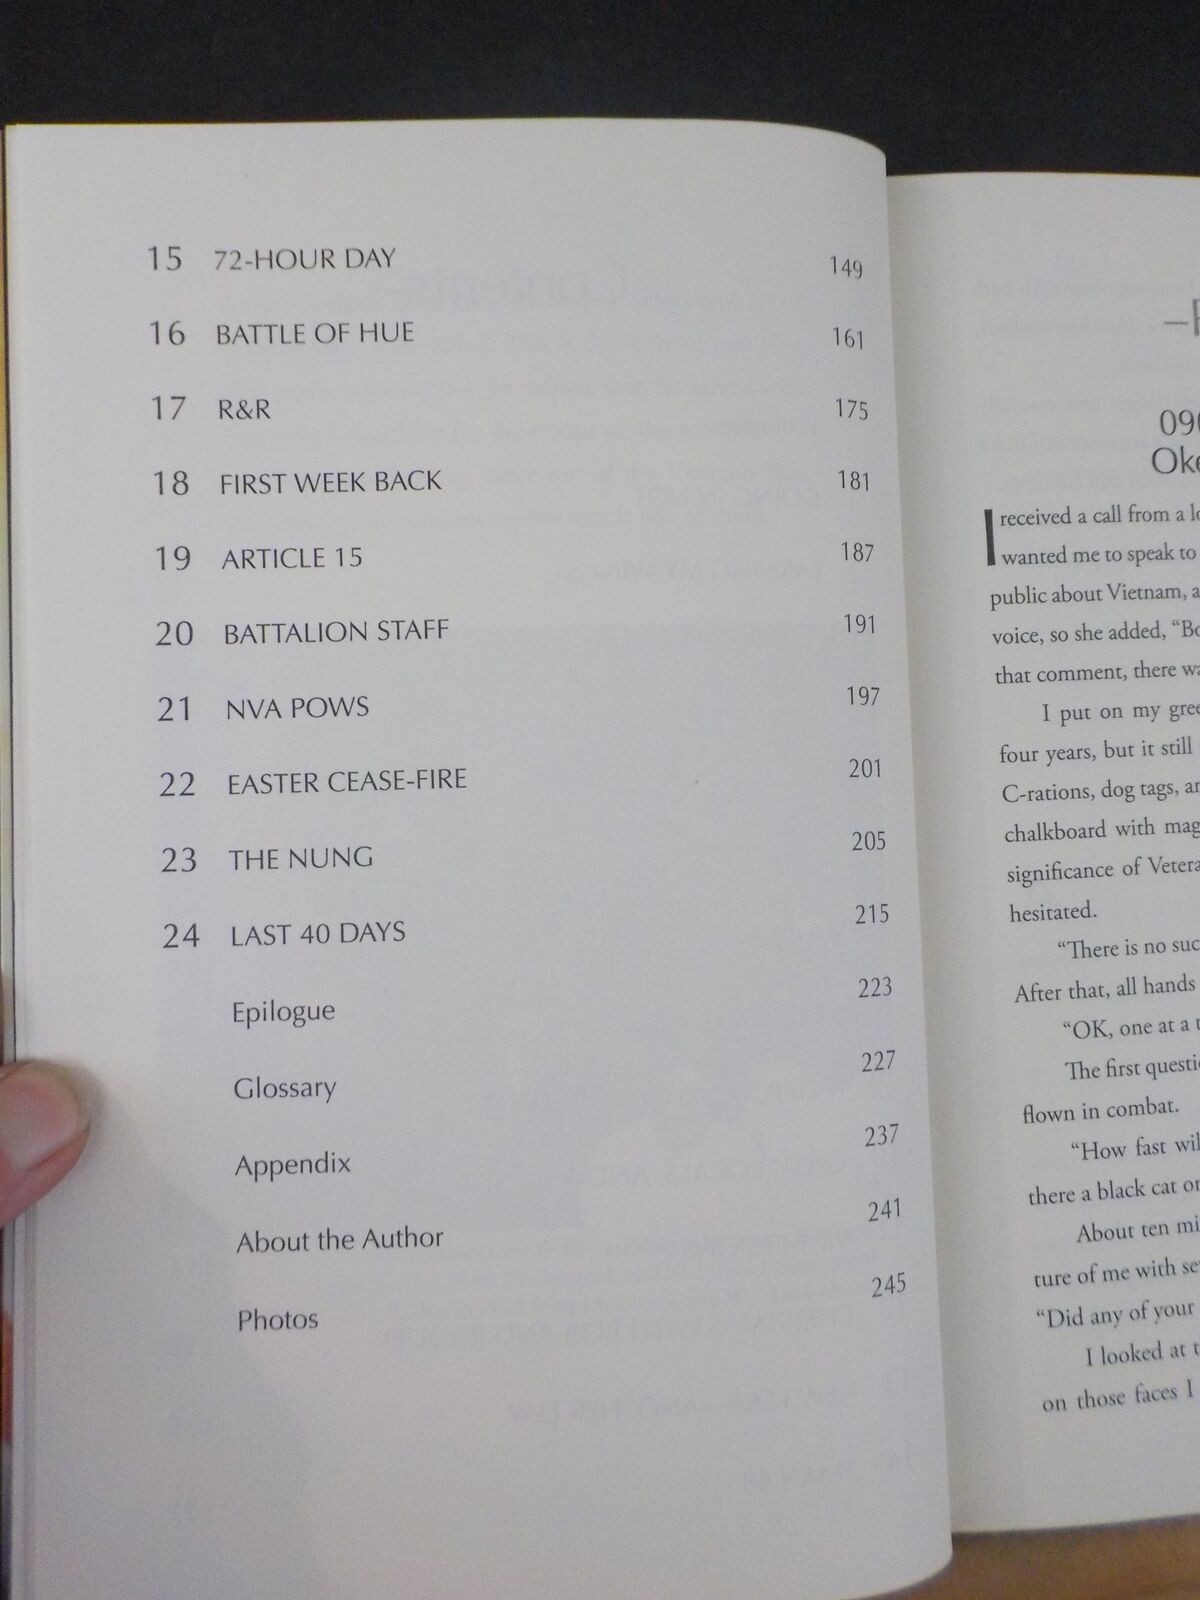 15 72-HOUR DAY 149
16 BATTLE OF HUE 161
17 R&R 175
18 FIRST WEEK BACK 181
19 ARTICLE 15 187
20 BATTALION STAFF 191
21 NVA POWS 197
22 EASTER CEASE-FIRE 201
23 THE NUNG 205
24 LAST 40 DAYS 215
Epilogue 223
Glossary 227
Appendix 237
About the Author 241
Photos 245
I received a call from a
wanted me to speak to
public about Vietnam,
voice, so she added,
that comment, there
I put on my
four years, but it still
C-rations, dog tags,
chalkboard with
significance of
hesitated.
“There is no
After that, all hands
“OK, one at a
The first
flown in combat.
“How fast
there a black cat
About ten
ture of me with
“Did any of your
I looked at
on those faces I